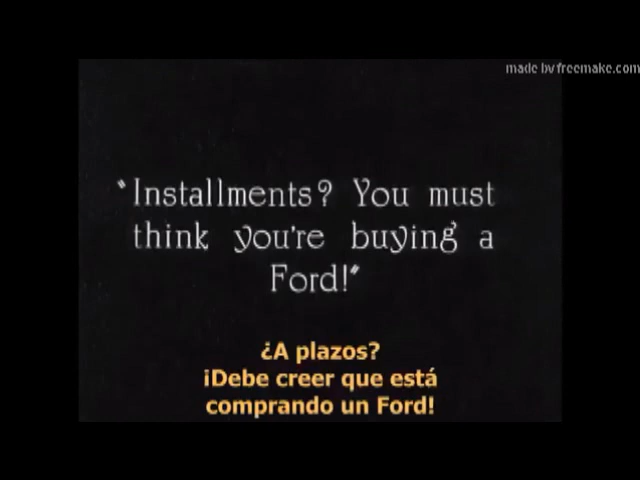 made by freemake.com
"Installments? You must
think you're buying a
Ford!"
¿A plazos?
¡Debe creer que está
comprando un Ford!